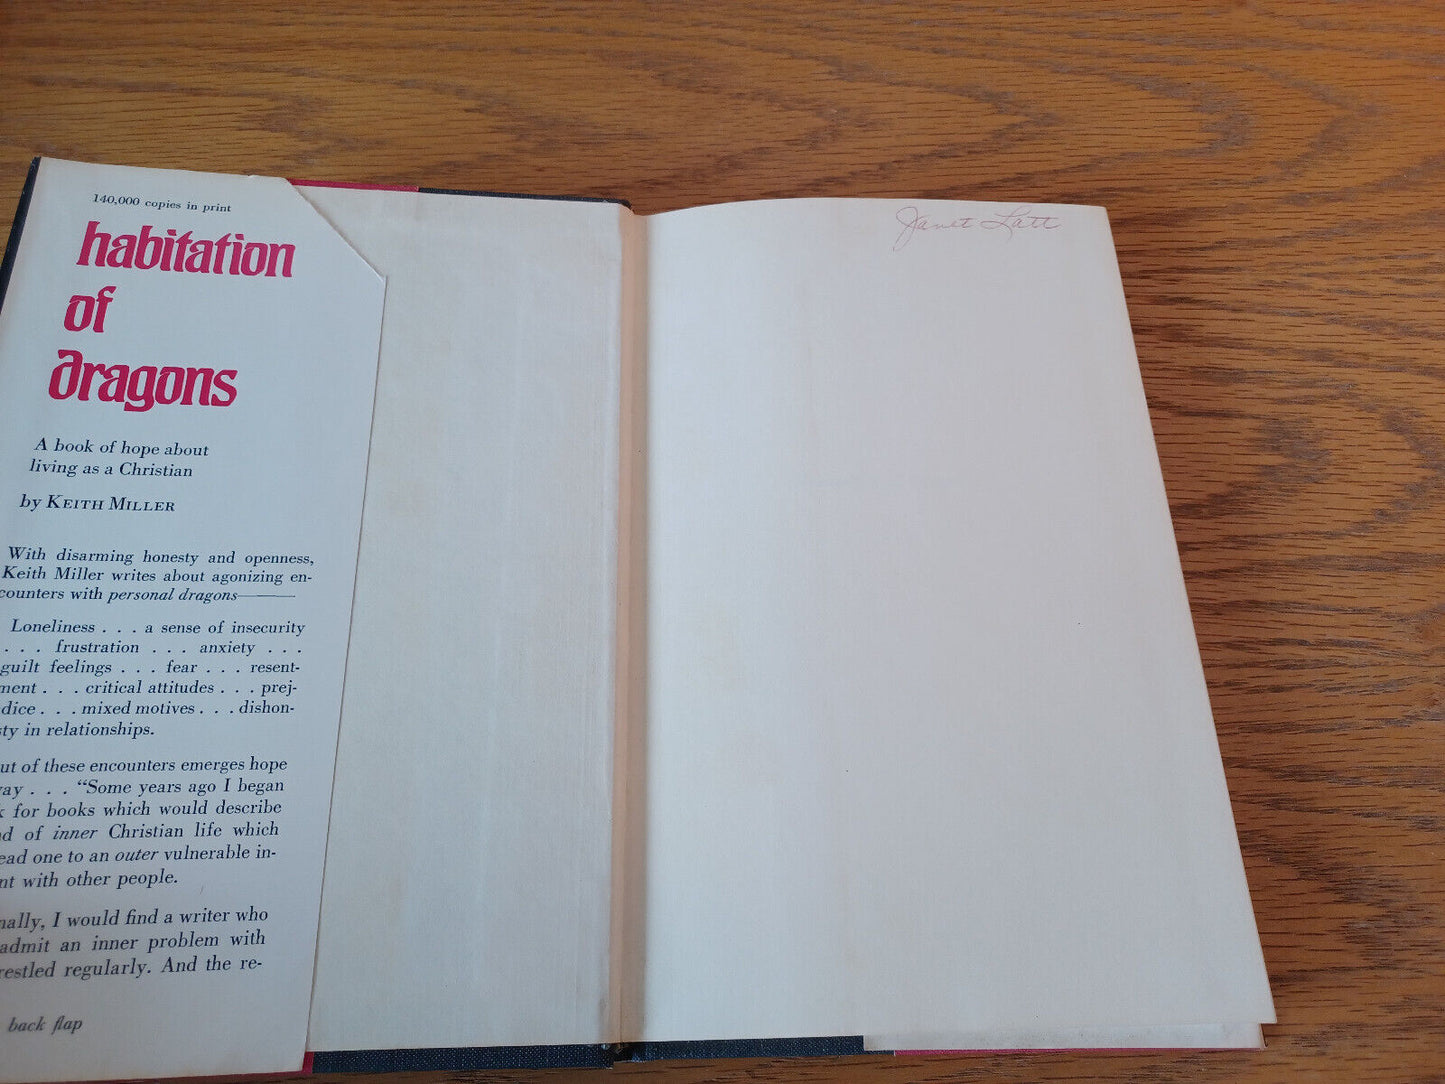 140,000 copies in print
habitation
of
dragons
A book of hope about
living as a Christian
by KEITH MILLER
With disarming honesty and openness,
Keith Miller writes about agonizing en-
counters with personal dragons——
Loneliness . . . a sense of insecurity
. . . frustration . . . anxiety . . .
guilt feelings . . . fear . . . resent-
ment . . . critical attitudes . . . prej-
dice . . . mixed motives . . . dishon-
ty in relationships.
ut of these encounters emerges hope
ay . . . “Some years ago I began
k for books which would describe
nd of inner Christian life which
ead one to an outer vulnerable in-
nt with other people.
nally, I would find a writer who
admit an inner problem with
restled regularly. And the re-
back flap
Janet Latt